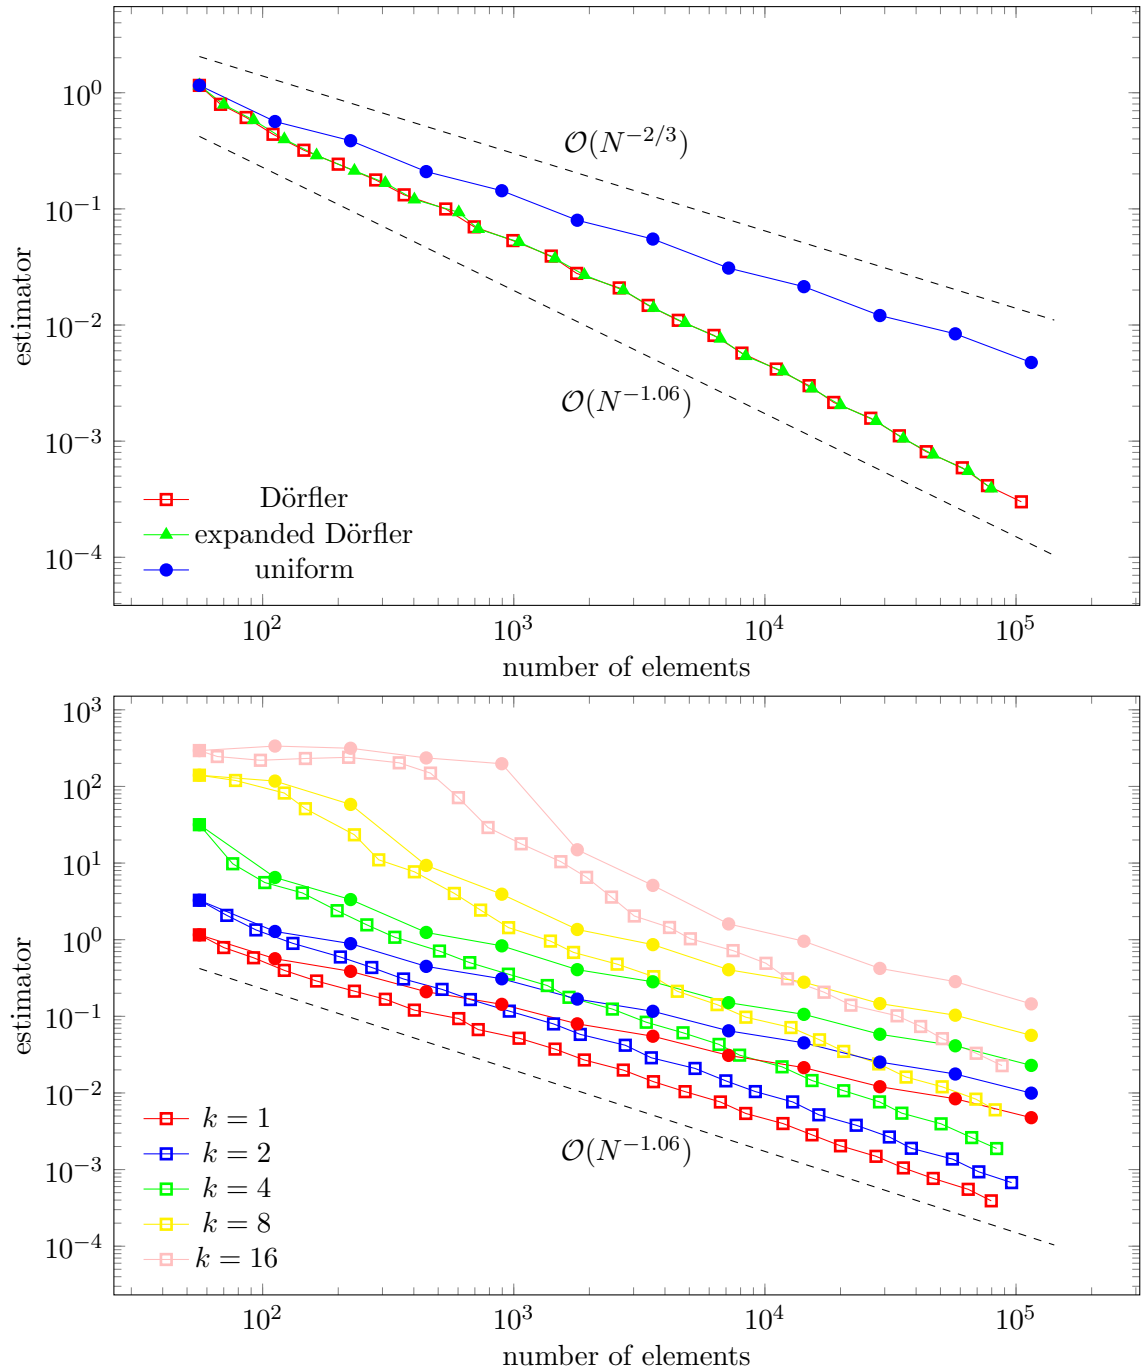 10^0
10^{-1}
10^{-2}
10^{-3}
10^{-4}
estimator
O(N^{-2/3})
O(N^{-1.06})
Dörfler
expanded Dörfler
uniform
10^2 10^3 10^4 10^5
number of elements
10^3
10^2
10^1
10^0
10^{-1}
10^{-2}
10^{-3}
10^{-4}
estimator
O(N^{-1.06})
k = 1
k = 2
k = 4
k = 8
k = 16
10^2 10^3 10^4 10^5
number of elements